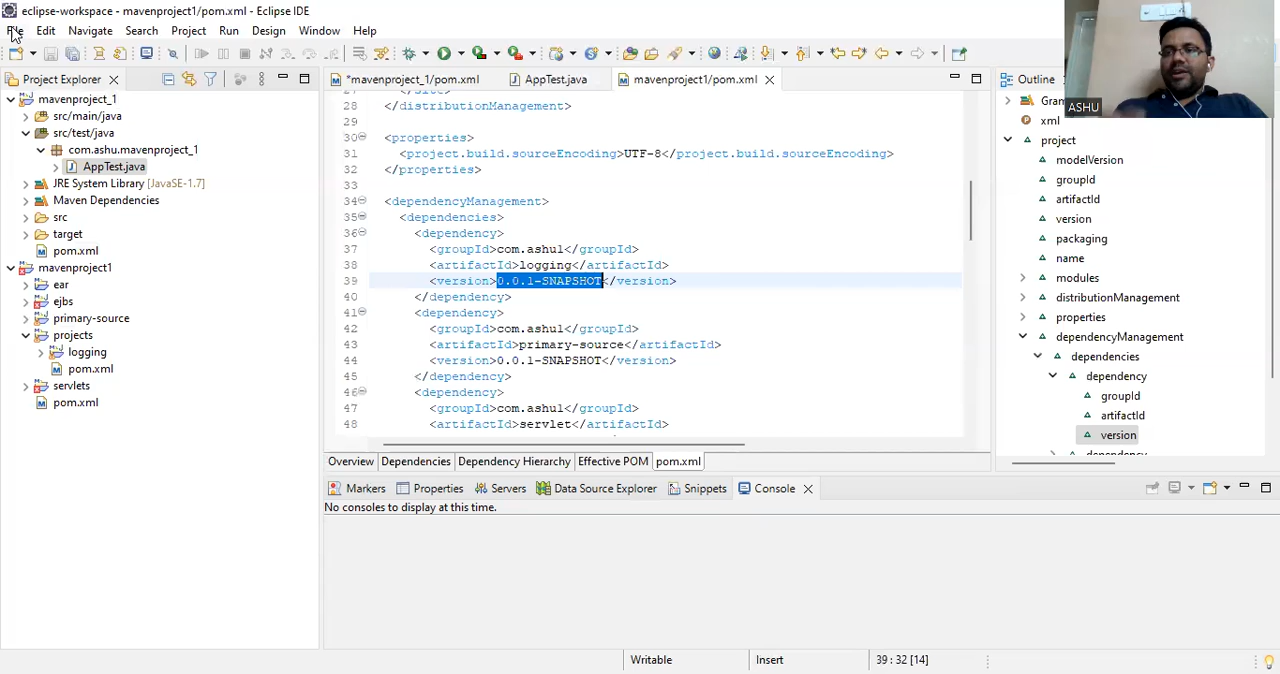 eclipse-workspace - mavenproject1/pom.xml - Eclipse IDE
File Edit Navigate Search Project Run Design Window Help
Project Explorer
*mavenproject_1/pom.xml AppTest.java mavenproject1/pom.xml
Outline
ASHU
mavenproject_1
src/main/java
src/test/java
com.ashu.mavenproject_1
AppTest.java
JRE System Library [JavaSE-1.7]
Maven Dependencies
src
target
pom.xml
mavenproject1
ear
ejbs
primary-source
projects
logging
pom.xml
servlets
pom.xml
28 </distributionManagement>
29
30 <properties>
31 <project.build.sourceEncoding>UTF-8</project.build.sourceEncoding>
32 </properties>
33
34 <dependencyManagement>
35 <dependencies>
36 <dependency>
37 <groupId>com.ashu1</groupId>
38 <artifactId>logging</artifactId>
39 <version>0.0.1-SNAPSHOT</version>
40 </dependency>
41 <dependency>
42 <groupId>com.ashu1</groupId>
43 <artifactId>primary-source</artifactId>
44 <version>0.0.1-SNAPSHOT</version>
45 </dependency>
46 <dependency>
47 <groupId>com.ashu1</groupId>
48 <artifactId>servlet</artifactId>
xml
project
modelVersion
groupId
artifactId
version
packaging
name
modules
distributionManagement
properties
dependencyManagement
dependencies
dependency
groupId
artifactId
version
dependency
Overview Dependencies Dependency Hierarchy Effective POM pom.xml
Markers Properties Servers Data Source Explorer Snippets Console
No consoles to display at this time.
Writable Insert 39 : 32 [14]